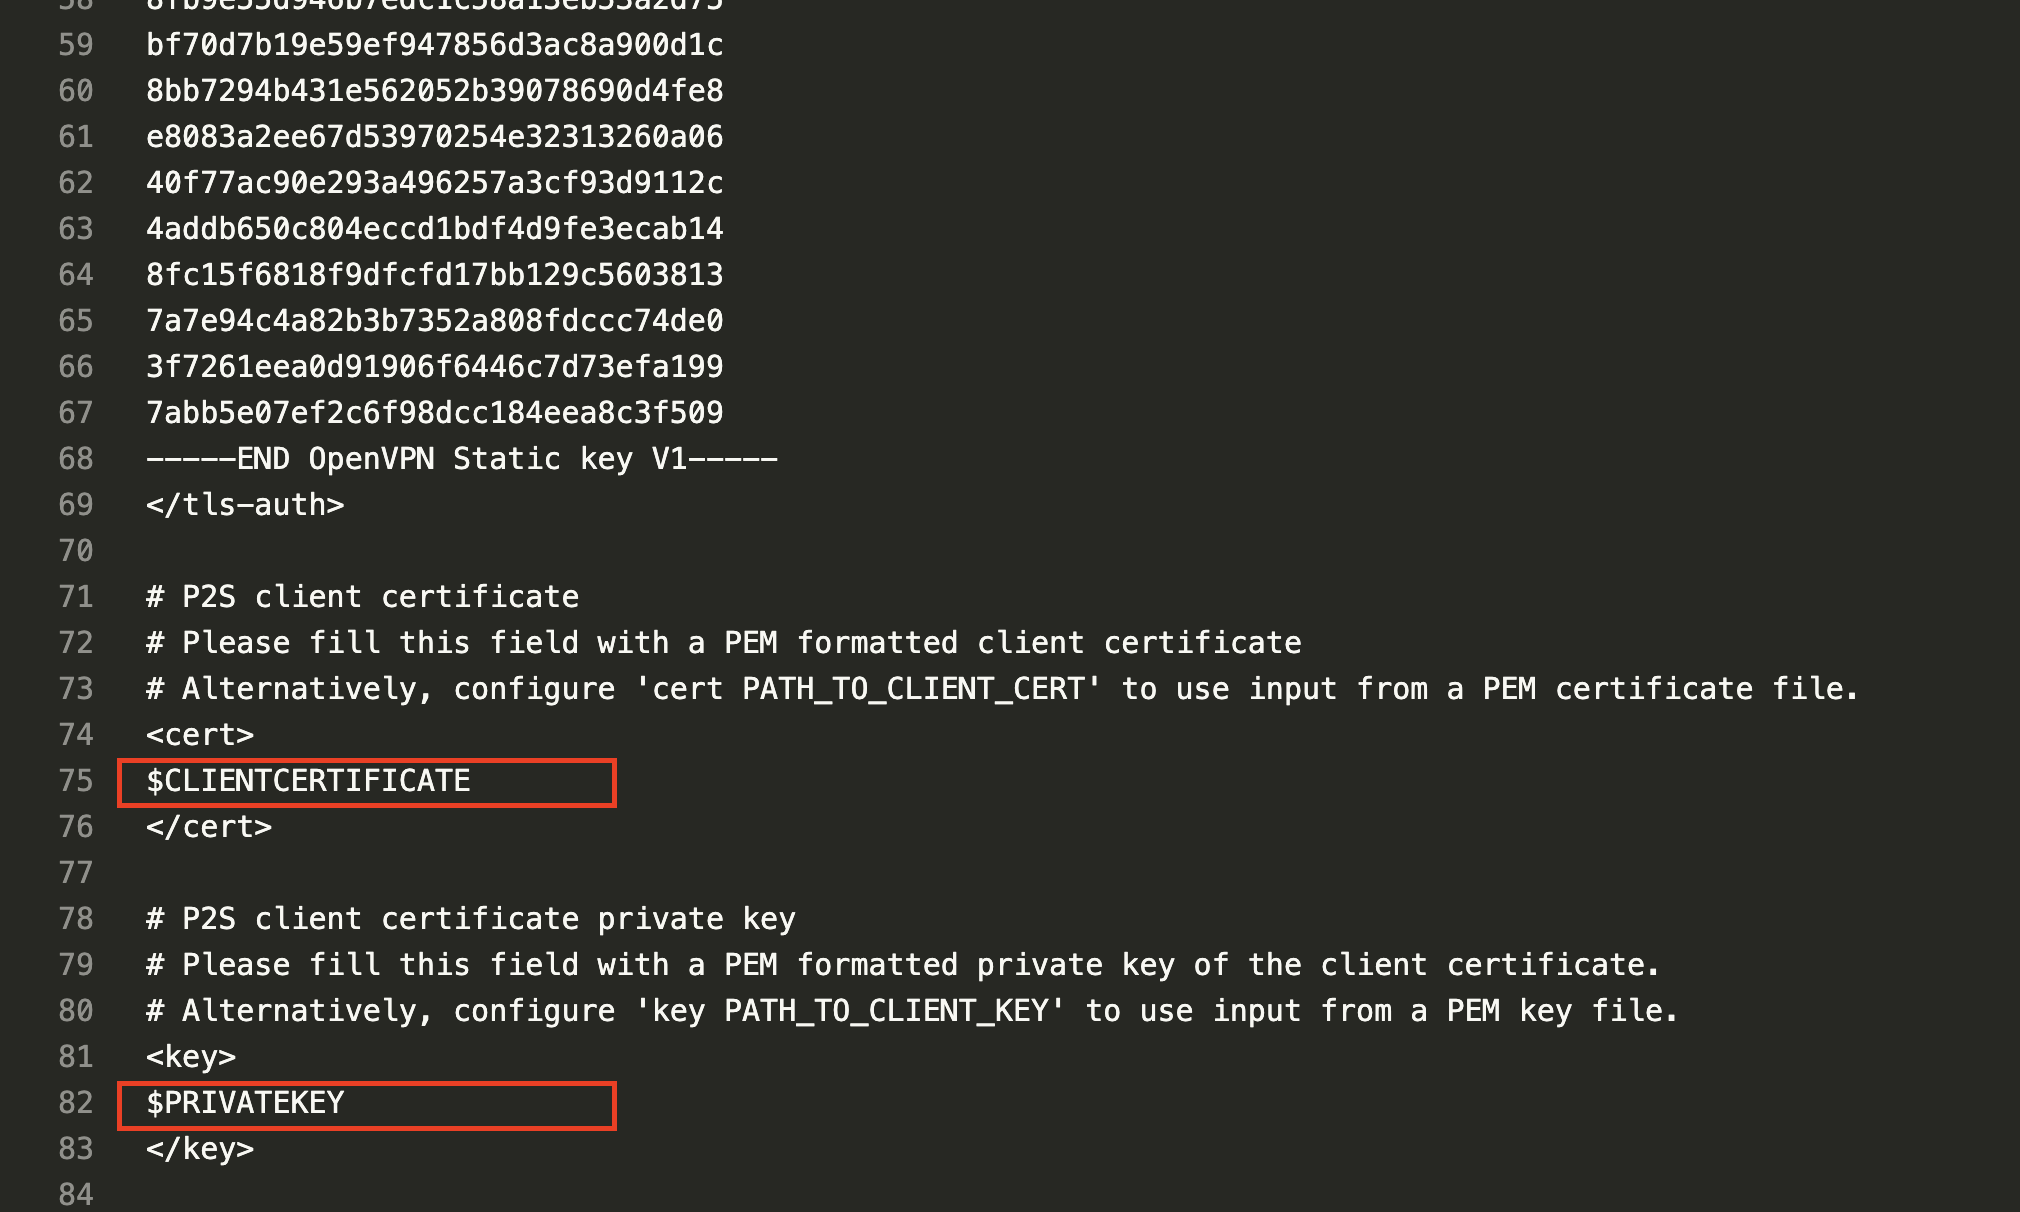 59 bf70d7b19e59ef947856d3ac8a900d1c
60 8bb7294b431e562052b39078690d4fe8
61 e8083a2ee67d53970254e32313260a06
62 40f77ac90e293a496257a3cf93d9112c
63 4addb650c804eccd1bdf4d9fe3ecab14
64 8fc15f6818f9dfcfd17bb129c5603813
65 7a7e94c4a82b3b7352a808fdccc74de0
66 3f7261eea0d91906f6446c7d73efa199
67 7abb5e07ef2c6f98dcc184eea8c3f509
68 -----END OpenVPN Static key V1-----
69 </tls-auth>
70
71 # P2S client certificate
72 # Please fill this field with a PEM formatted client certificate
73 # Alternatively, configure 'cert PATH_TO_CLIENT_CERT' to use input from a PEM certificate file.
74 <cert>
75 $CLIENTCERTIFICATE
76 </cert>
77
78 # P2S client certificate private key
79 # Please fill this field with a PEM formatted private key of the client certificate.
80 # Alternatively, configure 'key PATH_TO_CLIENT_KEY' to use input from a PEM key file.
81 <key>
82 $PRIVATEKEY
83 </key>
84